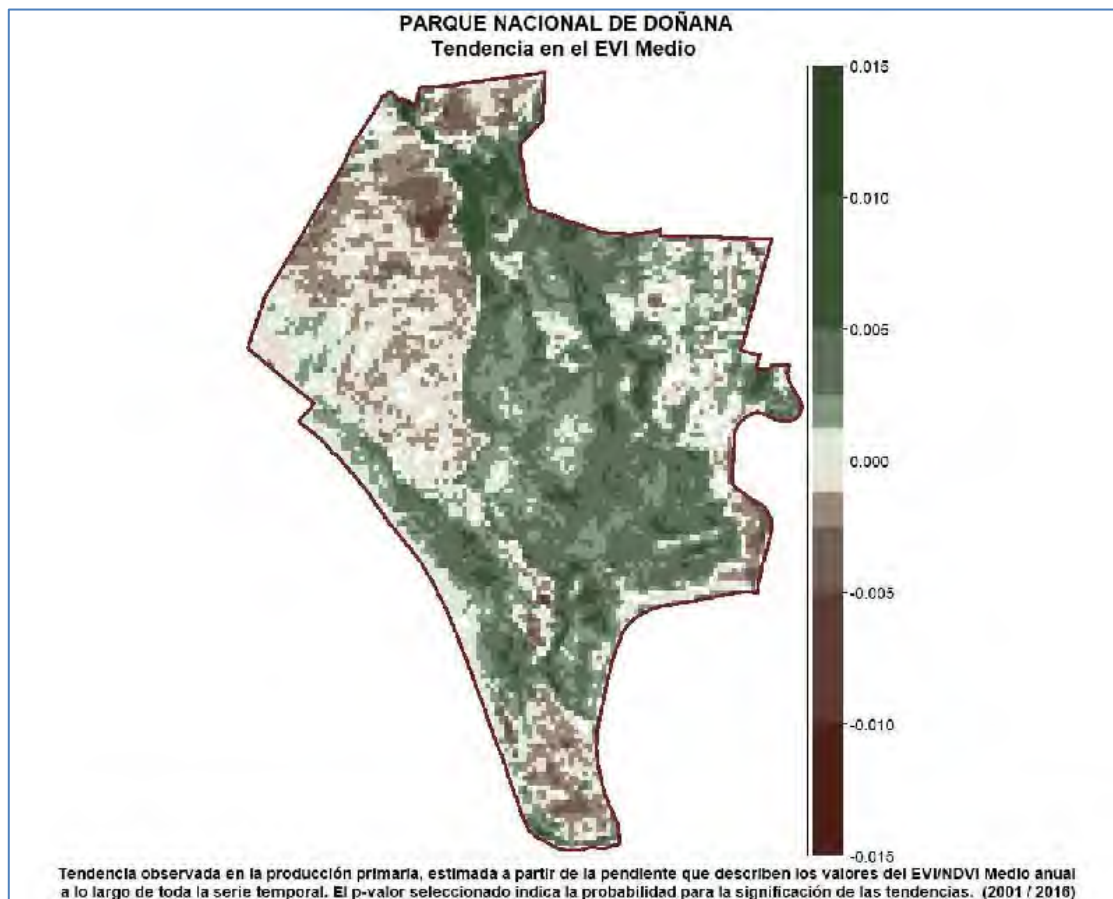 PARQUE NACIONAL DE DOÑANA
Tendencia en el EVI Medio
0.015
0.010
0.005
0.000
-0.005
-0.010
-0.015
Tendencia observada en la producción primaria, estimada a partir de la pendiente que describen los valores del EVI/NDVI Medio anual
a lo largo de toda la serie temporal. El p-valor seleccionado indica la probabilidad para la significación de las tendencias. (2001 / 2016)